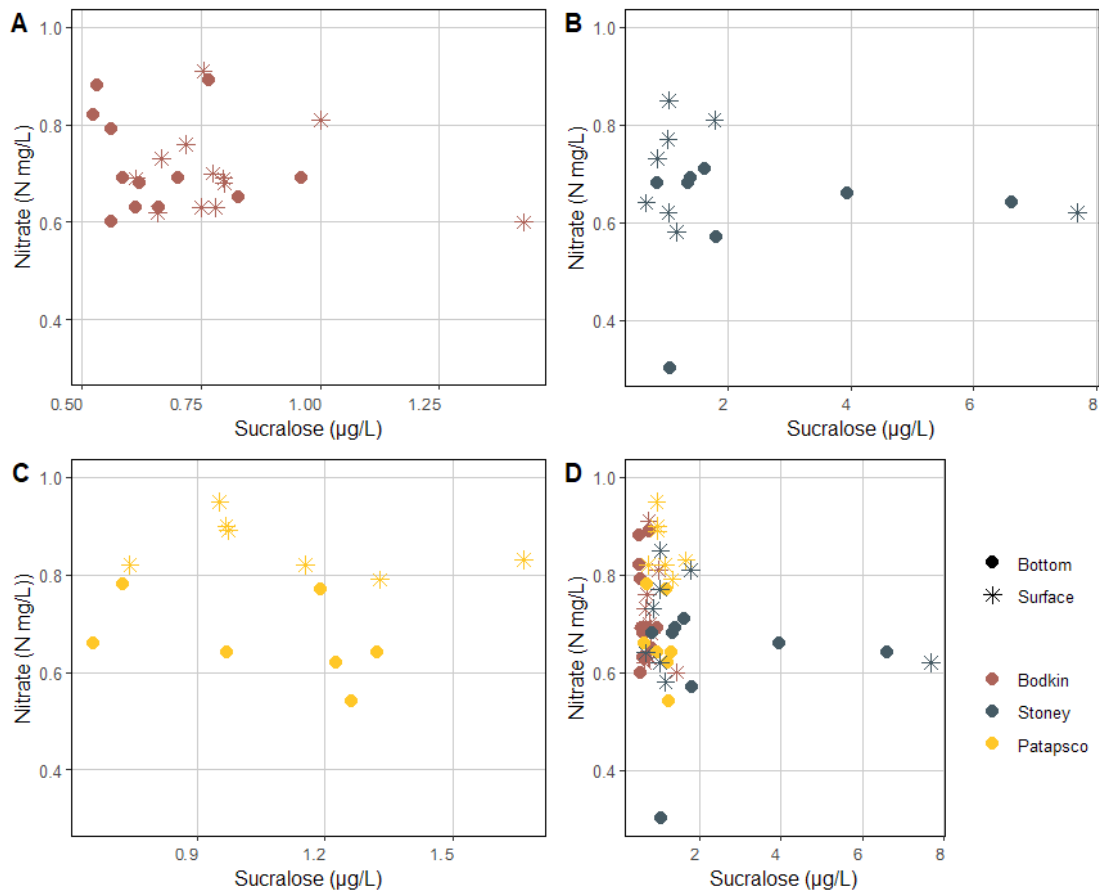 A
B
Nitrate (N mg/L)
1.0
0.8
0.6
0.4
0.50 0.75 1.00 1.25
Sucralose (µg/L)
Nitrate (N mg/L)
1.0
0.8
0.6
0.4
2 4 6 8
Sucralose (µg/L)
C
D
Nitrate (N mg/L))
1.0
0.8
0.6
0.4
0.9 1.2 1.5
Sucralose (µg/L)
Nitrate (N mg/L)
1.0
0.8
0.6
0.4
2 4 6 8
Sucralose (µg/L)
Bottom
Surface
Bodkin
Stoney
Patapsco